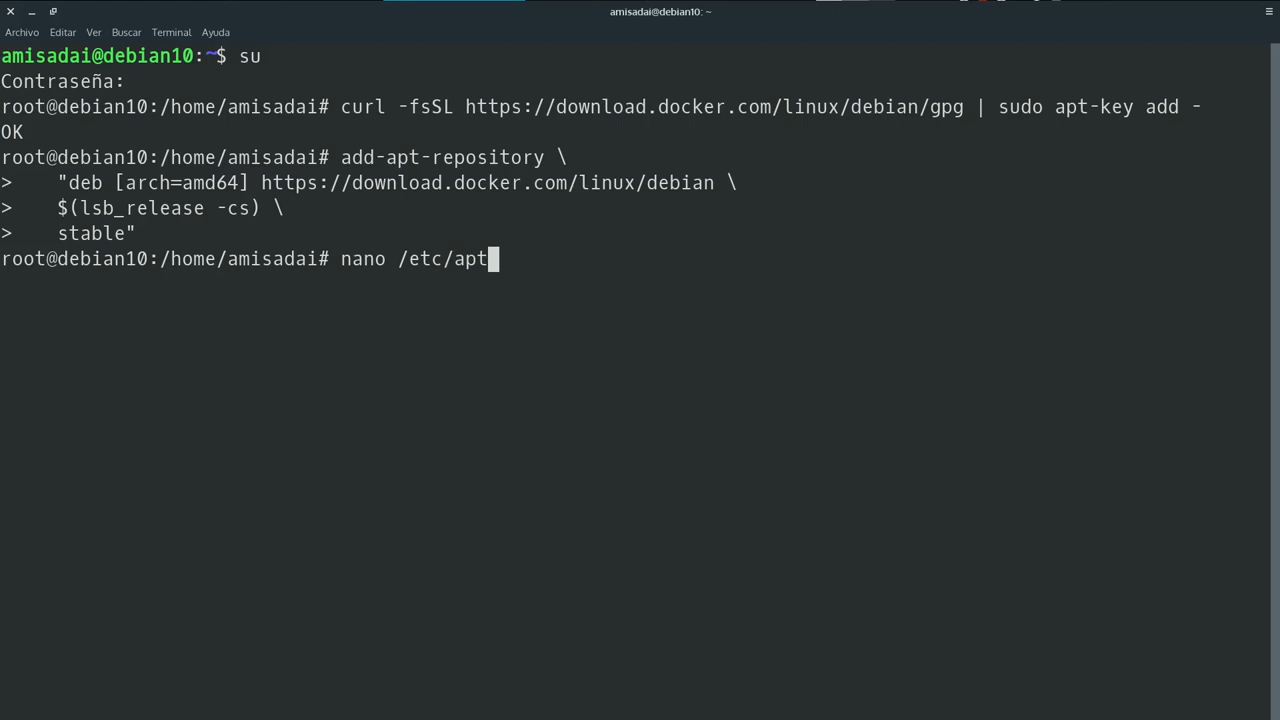 amisadai@debian10: ~
Archivo Editar Ver Buscar Terminal Ayuda
amisadai@debian10:~$ su
Contraseña:
root@debian10:/home/amisadai# curl -fsSL https://download.docker.com/linux/debian/gpg | sudo apt-key add -
OK
root@debian10:/home/amisadai# add-apt-repository \
>    "deb [arch=amd64] https://download.docker.com/linux/debian \
>    $(lsb_release -cs) \
>    stable"
root@debian10:/home/amisadai# nano /etc/apt